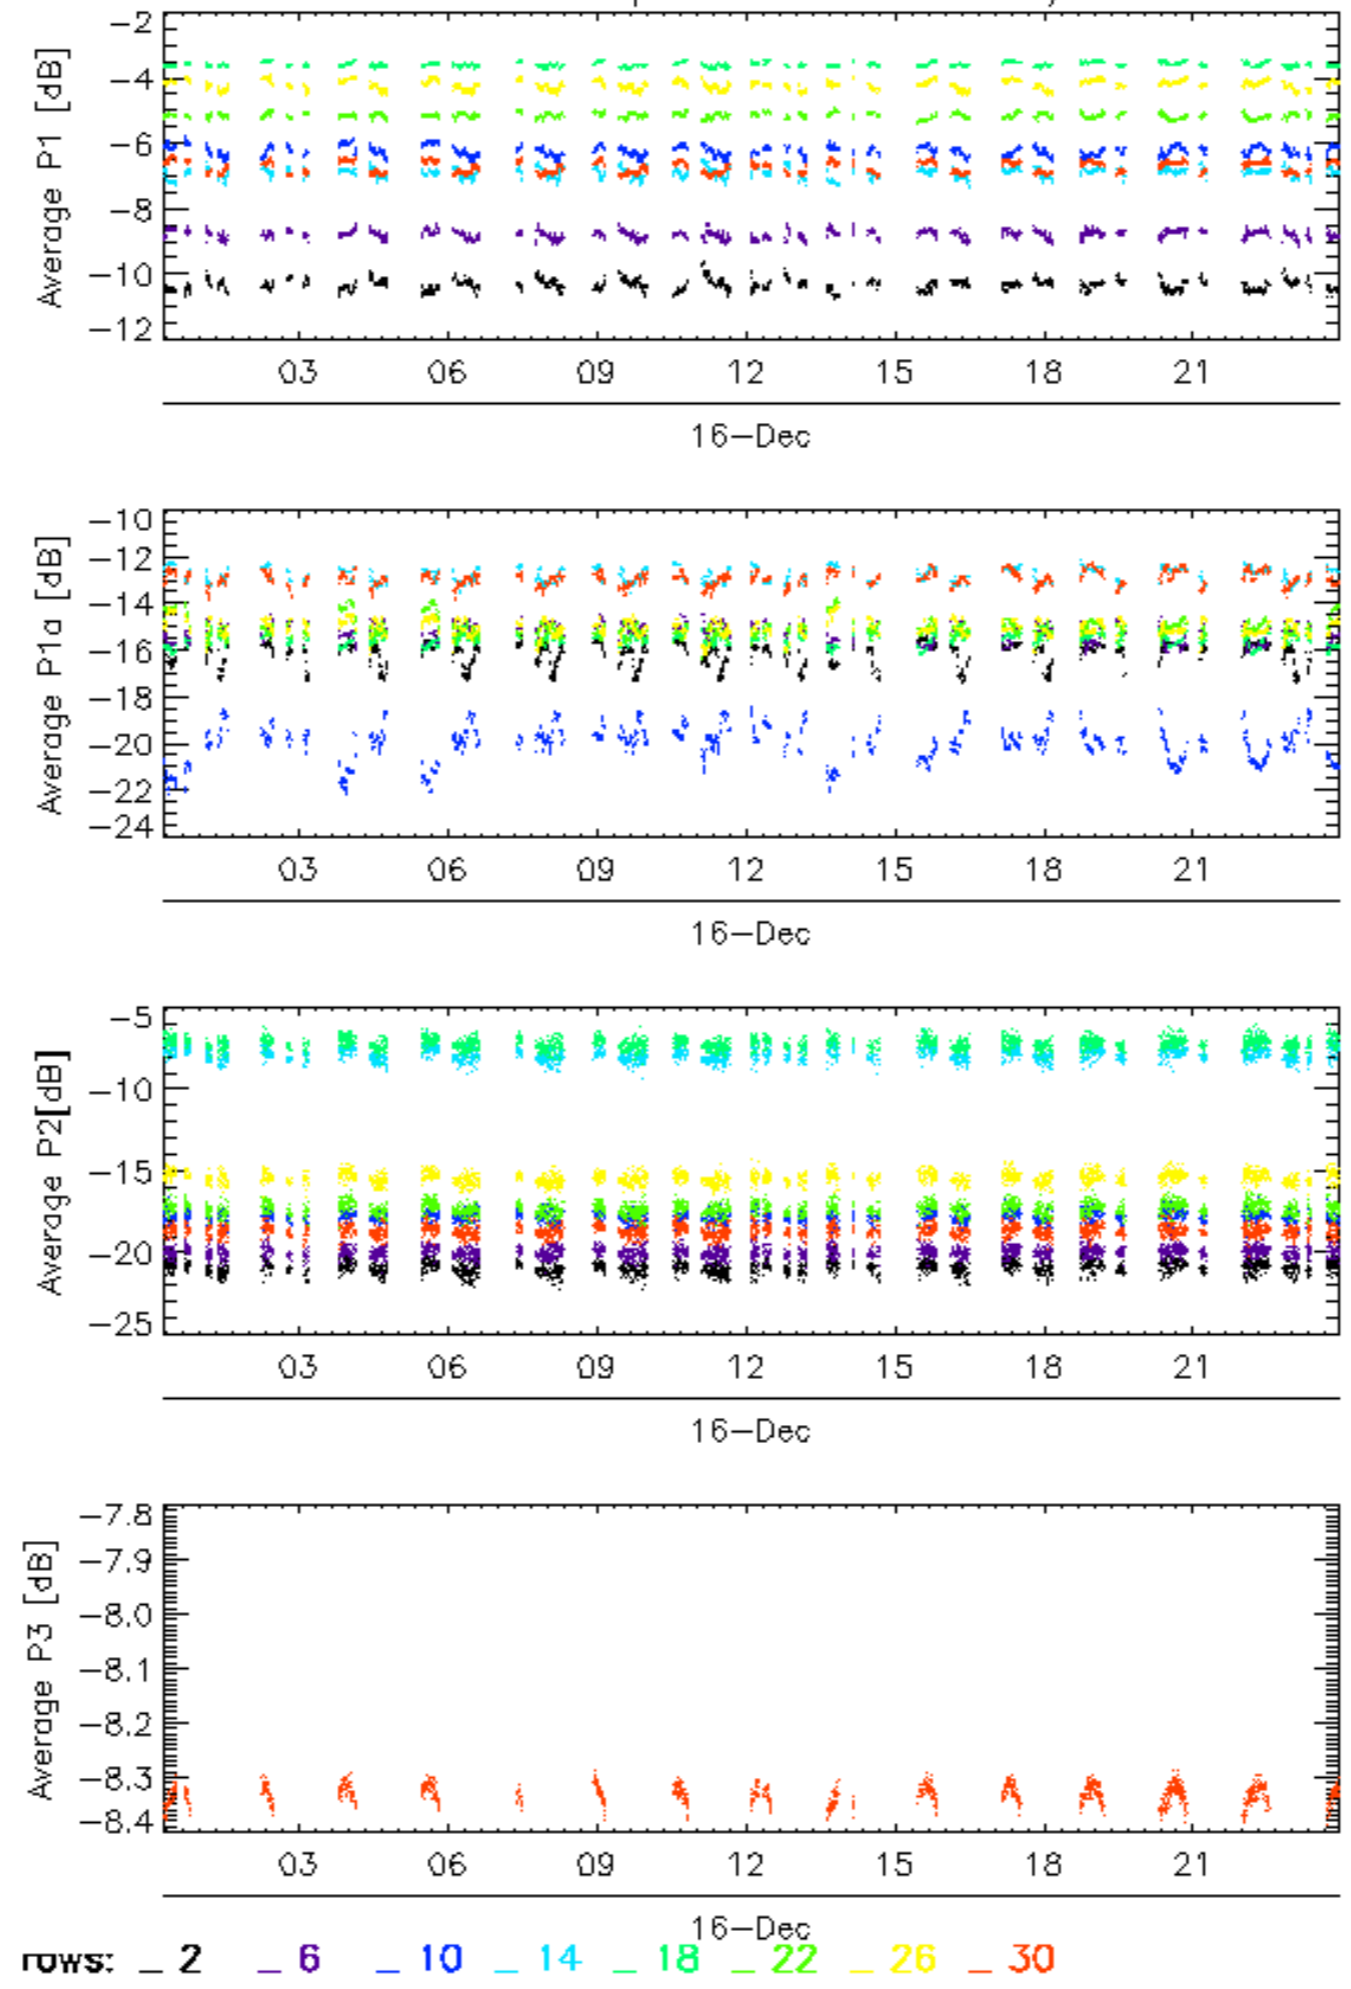 Average P1 [dB]
-2
-4
-6
-8
-10
-12
03 06 09 12 15 18 21
16-Dec
Average P1a [dB]
-10
-12
-14
-16
-18
-20
-22
-24
03 06 09 12 15 18 21
16-Dec
Average P2[dB]
-5
-10
-15
-20
-25
03 06 09 12 15 18 21
16-Dec
Average P3 [dB]
-7.8
-7.9
-8.0
-8.1
-8.2
-8.3
-8.4
03 06 09 12 15 18 21
16-Dec
rows: _ 2 _ 6 _ 10 _ 14 _ 18 _ 22 _ 26 _ 30